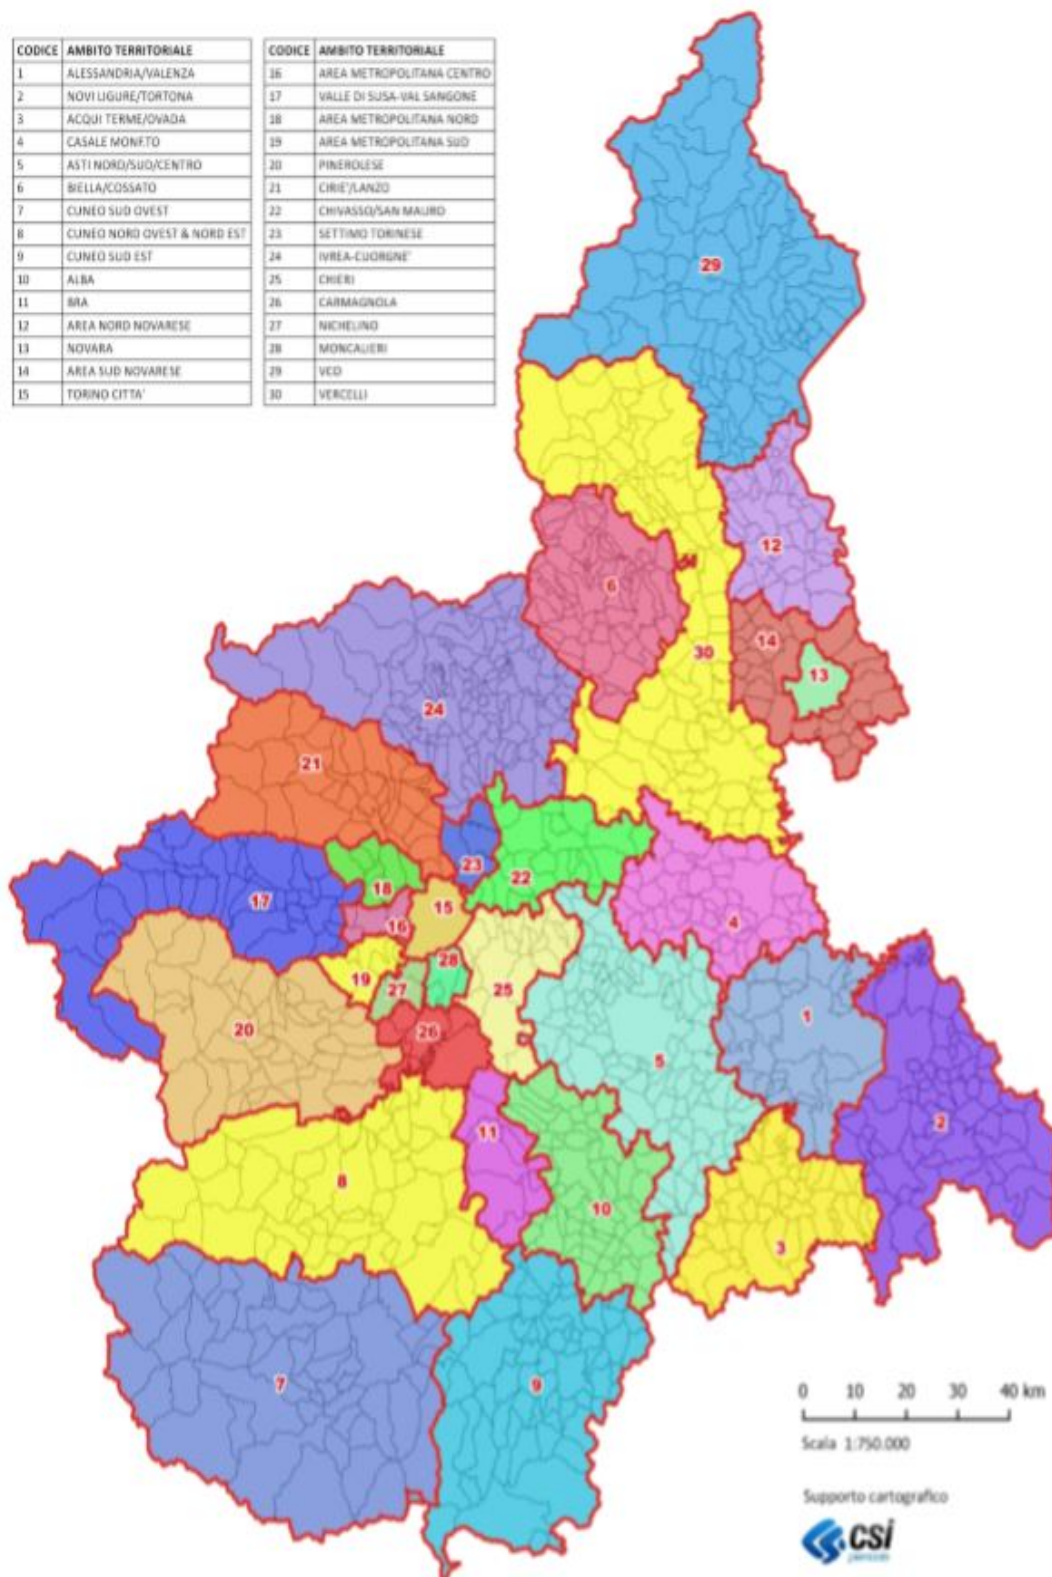 CODICE AMBITO TERRITORIALE
1 ALESSANDRIA/VALENZA
2 NOVI LIGURE/TORTONA
3 ACQUI TERME/OVADA
4 CASALE MONF.TO
5 ASTI NORD/SUD/CENTRO
6 BIELLA/COSSATO
7 CUNEO SUD OVEST
8 CUNEO NORD OVEST & NORD EST
9 CUNEO SUD EST
10 ALBA
11 BRA
12 AREA NORD NOVARESE
13 NOVARA
14 AREA SUD NOVARESE
15 TORINO CITTA'
CODICE AMBITO TERRITORIALE
16 AREA METROPOLITANA CENTRO
17 VALLE DI SUSA-VAL SANGONE
18 AREA METROPOLITANA NORD
19 AREA METROPOLITANA SUD
20 PINEROLESE
21 CIRIE'/LANZO
22 CHIVASSO/SAN MAURO
23 SETTIMO TORINESE
24 IVREA-CUORGNE'
25 CHIERI
26 CARMAGNOLA
27 NICHELINO
28 MONCALIERI
29 VCO
30 VERCELLI
29
12
6
14
30
13
24
21
23
22
18
17
15
16
4
28
19
27
25
1
20
26
5
2
11
8
10
3
7
9
0 10 20 30 40 km
Scala 1:750.000
Supporto cartografico
csi
piemonte